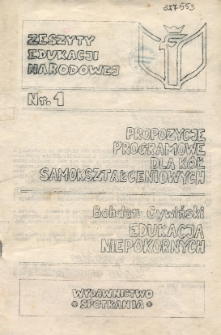 ZESZYTY
EDUKACJI
NARODOWEJ
Nr. 1
PROPOZYCJE
PROGRAMOWE
DLA KÓŁ
SAMOKSZTAŁCENIOWYCH
Bohdan Cywiński
EDUKACJA
NIEPOKORNYCH
WYDAWNICTWO
SPOTKANIA